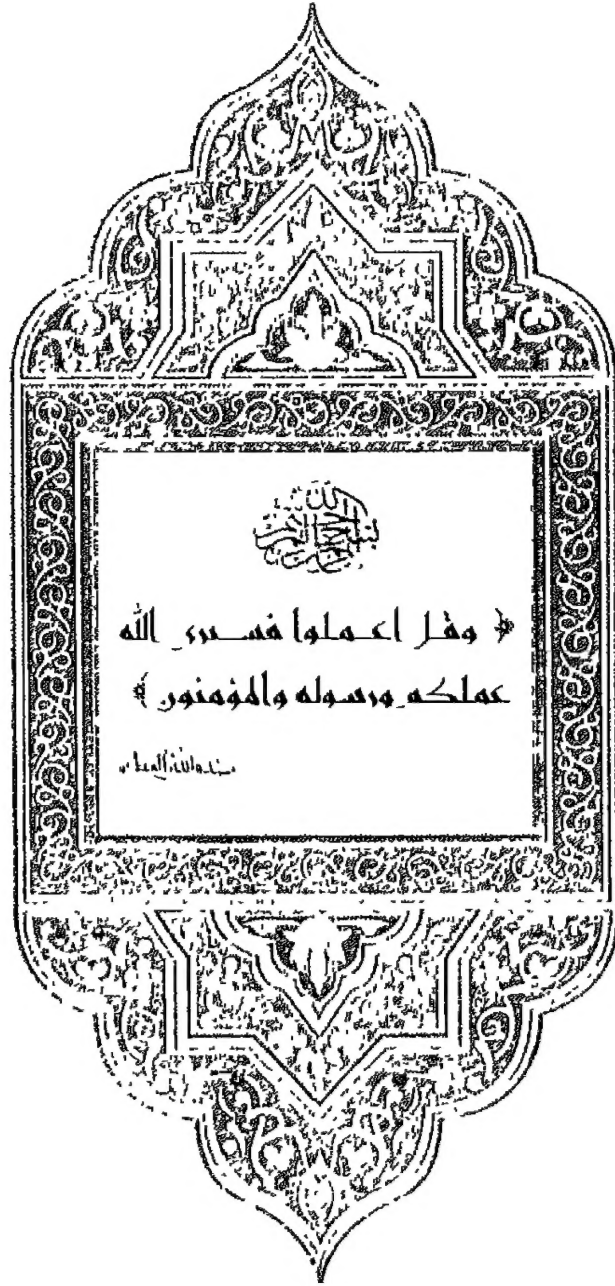 بسم الله الرحمن الرحيم
﴿ وقل اعملوا فسيرى الله
عملكم ورسوله والمؤمنون ﴾
صدق الله العظيم